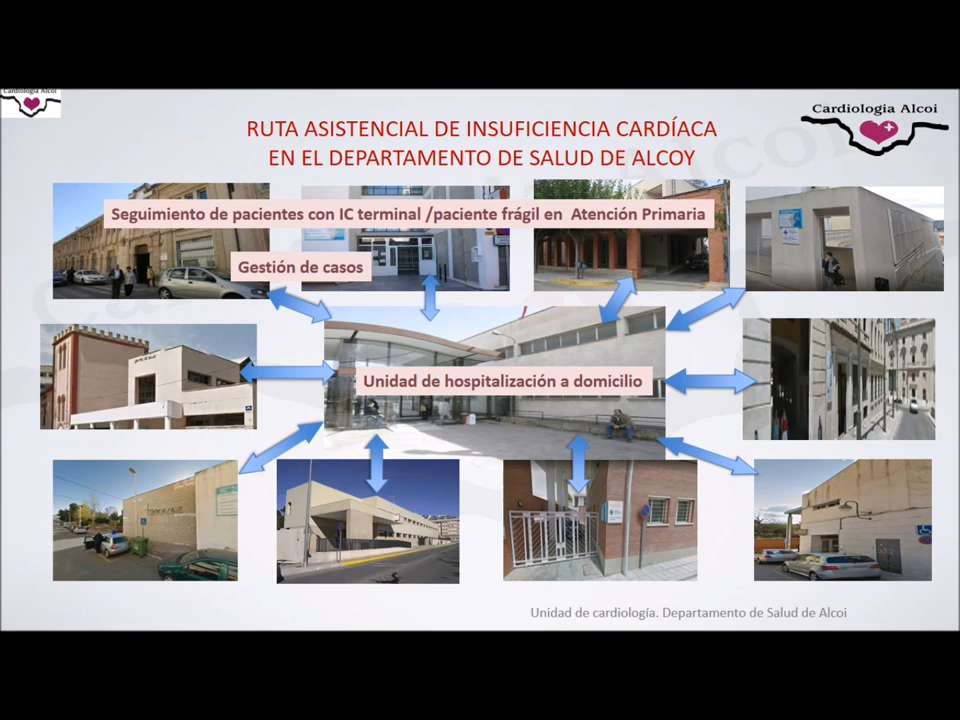 Cardiologia Alcoi
Cardiologia Alcoi
RUTA ASISTENCIAL DE INSUFICIENCIA CARDÍACA
EN EL DEPARTAMENTO DE SALUD DE ALCOY
Seguimiento de pacientes con IC terminal /paciente frágil en Atención Primaria
Gestión de casos
Unidad de hospitalización a domicilio
Unidad de cardiología. Departamento de Salud de Alcoi